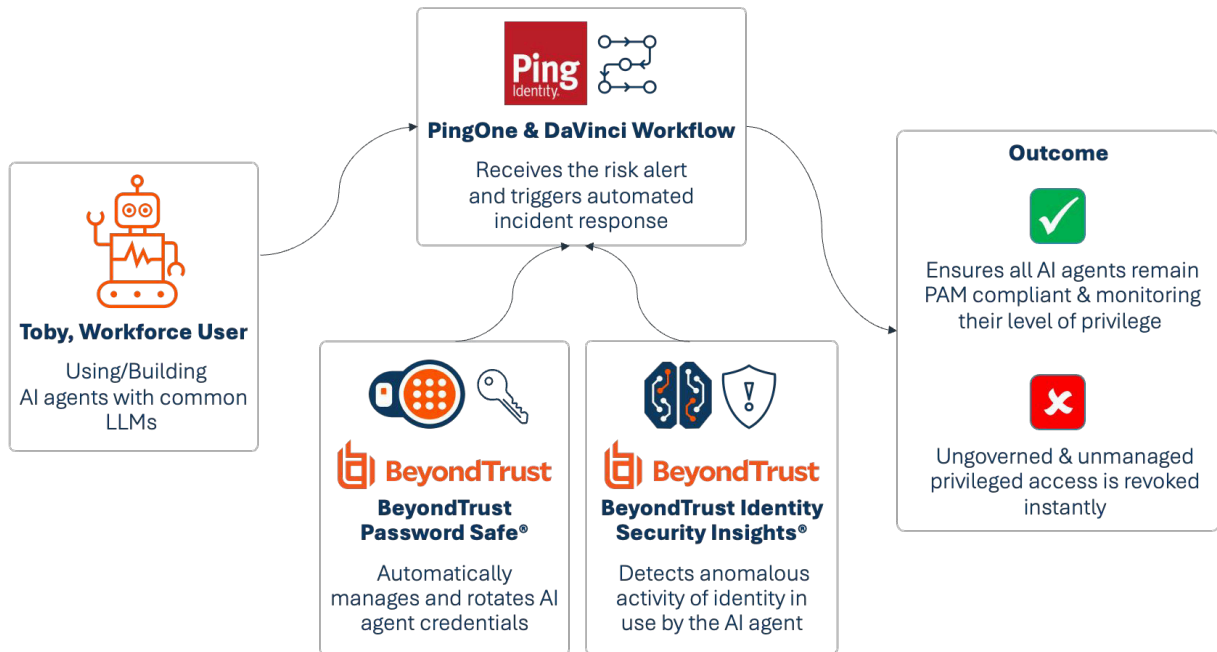 Ping
Identity.
PingOne & DaVinci Workflow
Receives the risk alert
and triggers automated
incident response
Toby, Workforce User
Using/Building
AI agents with common
LLMs
BeyondTrust
BeyondTrust
Password Safe®
Automatically
manages and rotates AI
agent credentials
BeyondTrust
BeyondTrust Identity
Security Insights®
Detects anomalous
activity of identity in
use by the AI agent
Outcome
Ensures all AI agents remain
PAM compliant & monitoring
their level of privilege
Ungoverned & unmanaged
privileged access is revoked
instantly